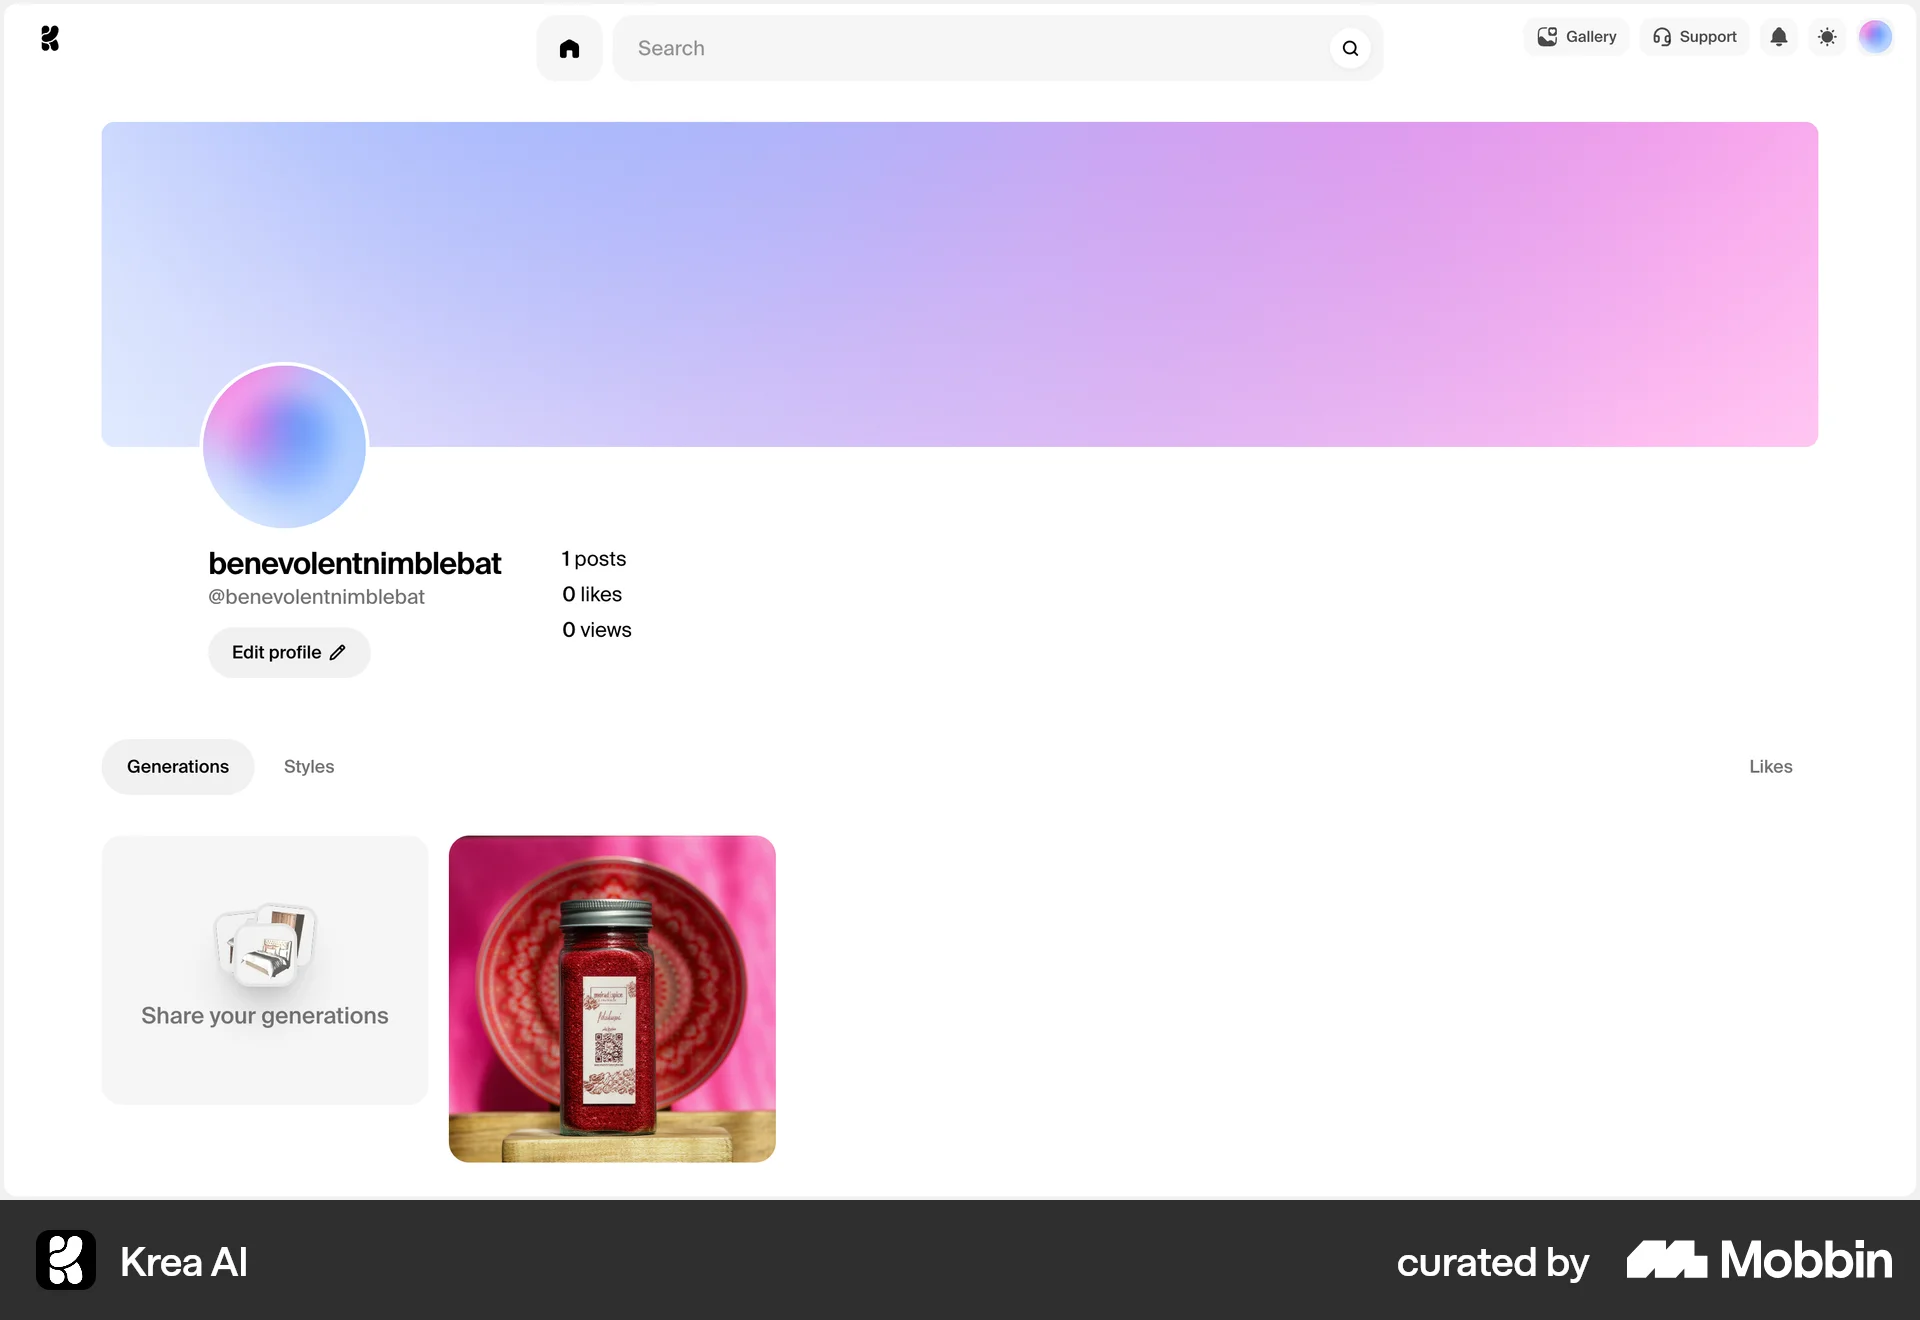 Search
Gallery
Support
benevolentnimblebat
@benevolentnimblebat
Edit profile
1 posts
0 likes
0 views
Generations
Styles
Likes
Share your generations
Krea AI
curated by
Mobbin